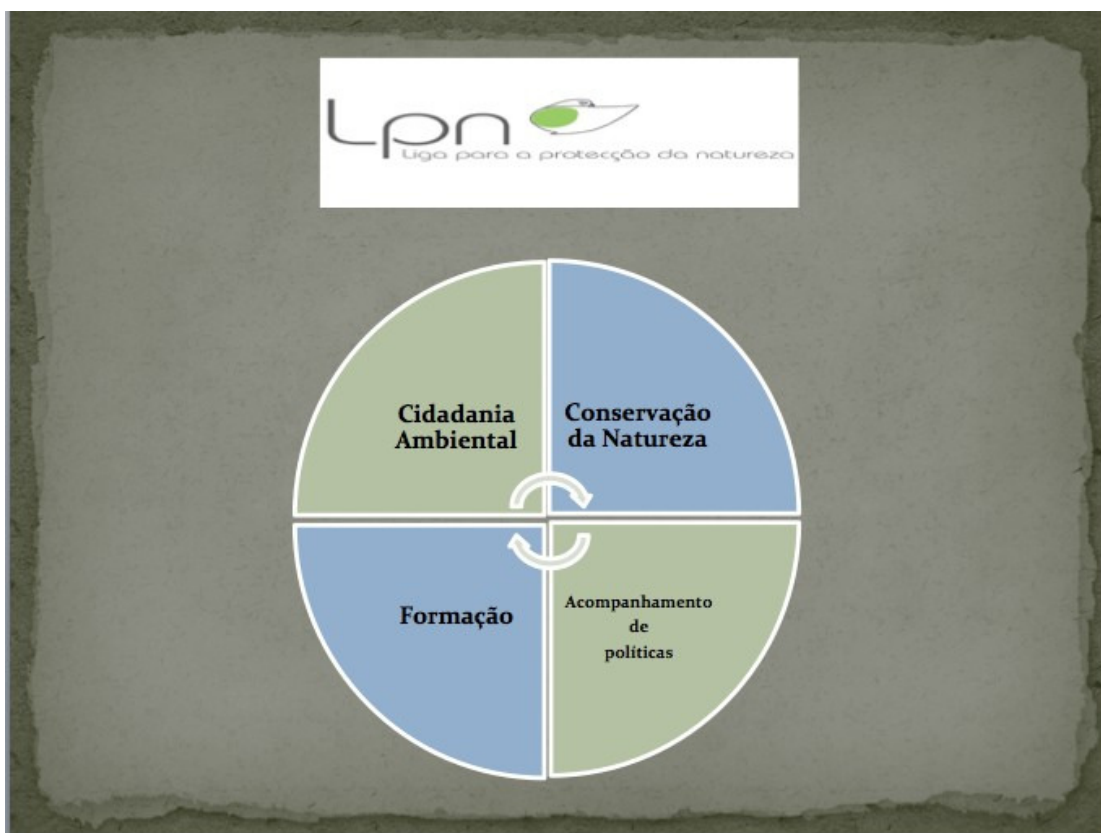 Lpn
Liga para a protecção da natureza
Cidadania
Ambiental
Conservação
da Natureza
Formação
Acompanhamento
de
políticas